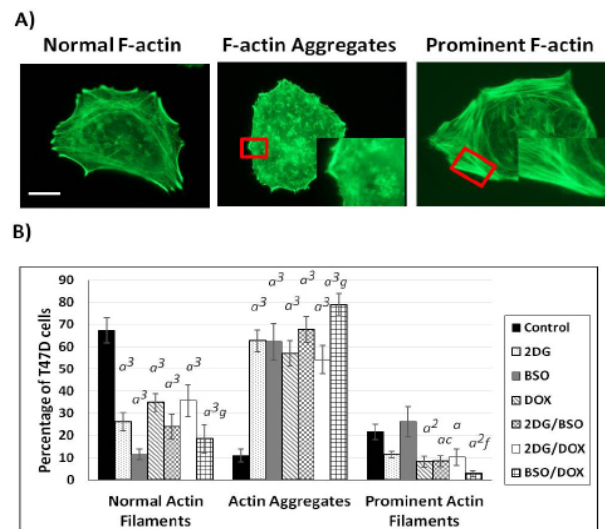 A)
Normal F-actin F-actin Aggregates Prominent F-actin
B)
Percentage of T47D cells
90
80
70
60
50
40
30
20
10
0
a³ a³ a³ a³ a³ a³g
a³ a³ a³ a³ a³ a³g
a² ac a a²f
Normal Actin Filaments
Actin Aggregates
Prominent Actin Filaments
Control
2DG
BSO
DOX
2DG/BSO
2DG/DOX
BSO/DOX